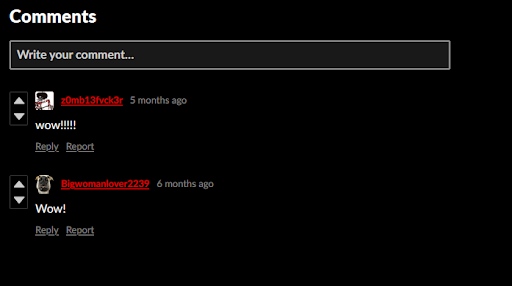 Comments
Write your comment...
z0mb13fvck3r 5 months ago
wow!!!!!
Reply Report
Bigwomanlover2239 6 months ago
Wow!
Reply Report